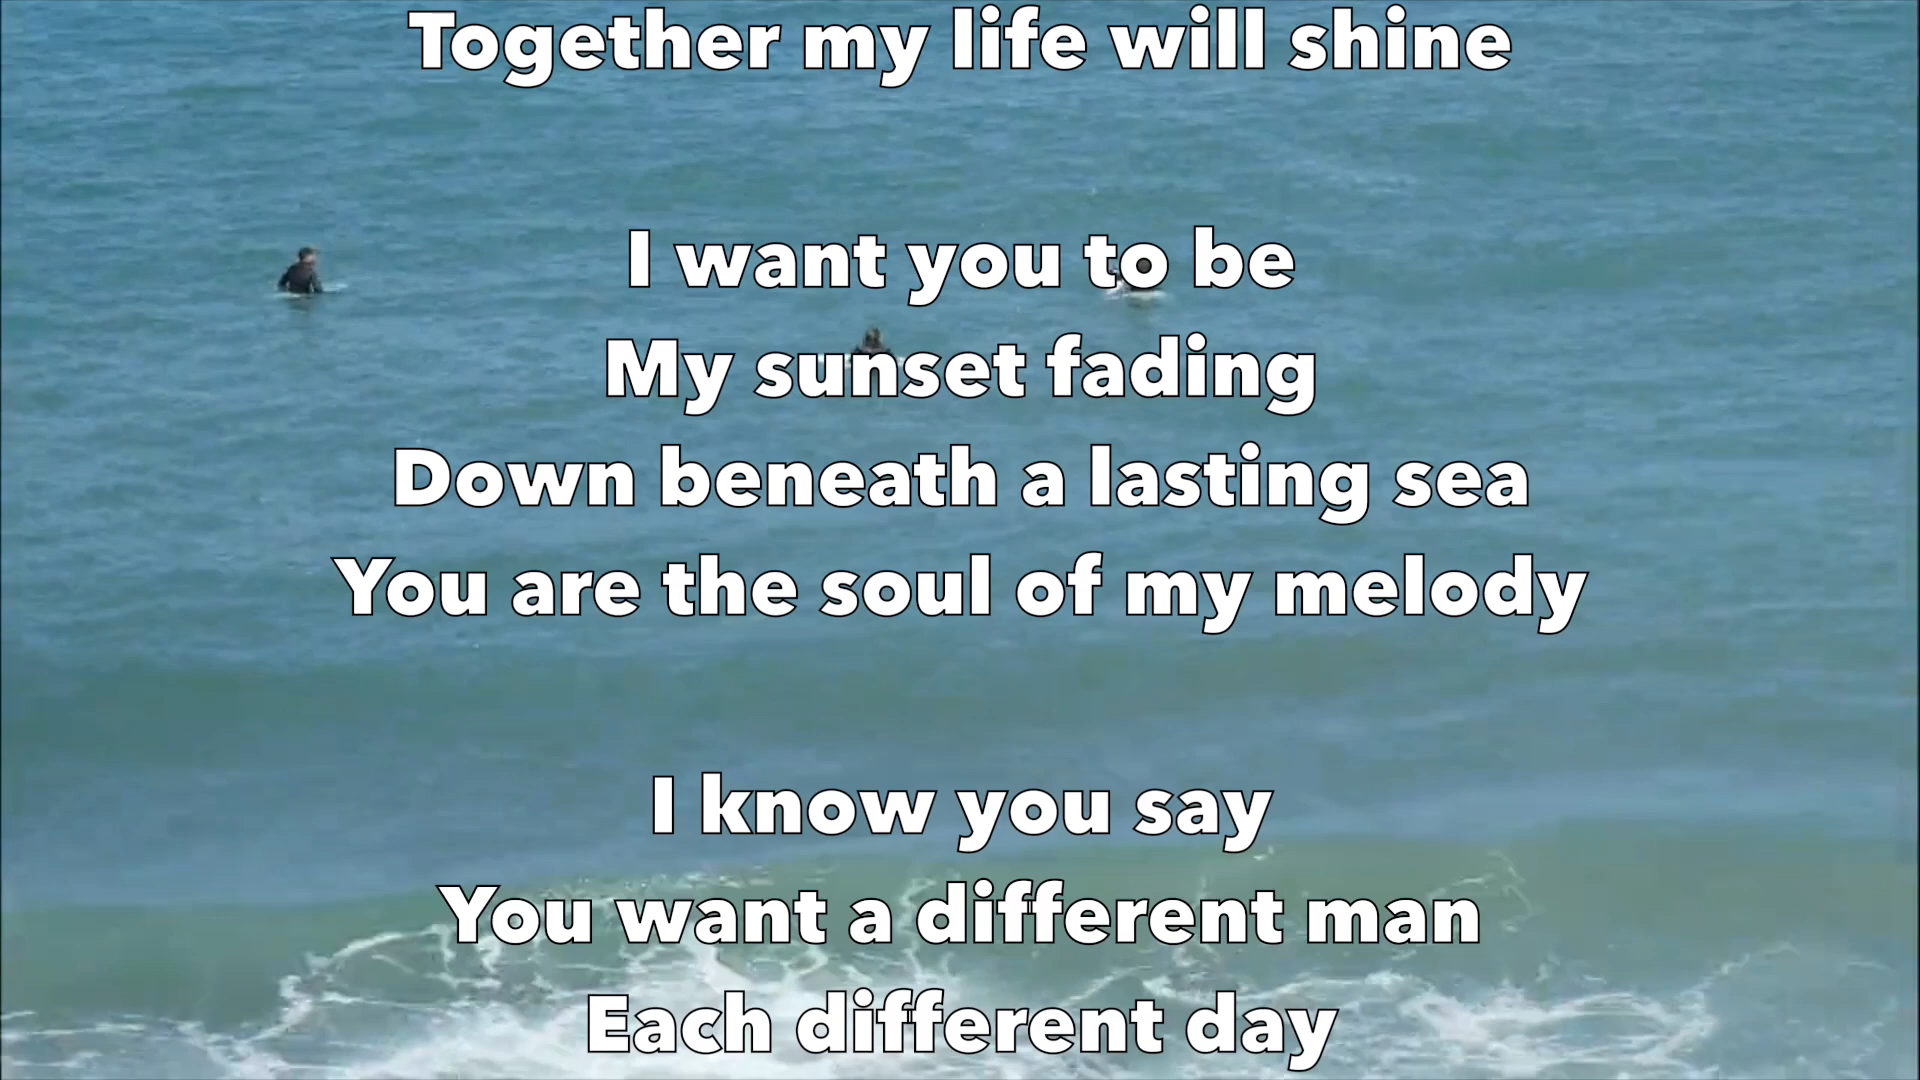 Together my life will shine
I want you to be
My sunset fading
Down beneath a lasting sea
You are the soul of my melody
I know you say
You want a different man
Each different day